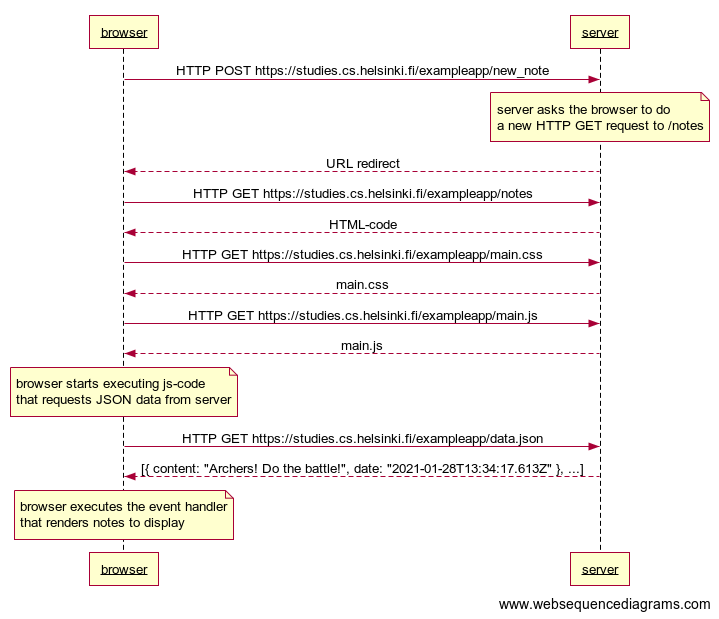 browser server
HTTP POST https://studies.cs.helsinki.fi/exampleapp/new_note
server asks the browser to do
a new HTTP GET request to /notes
URL redirect
HTTP GET https://studies.cs.helsinki.fi/exampleapp/notes
HTML-code
HTTP GET https://studies.cs.helsinki.fi/exampleapp/main.css
main.css
HTTP GET https://studies.cs.helsinki.fi/exampleapp/main.js
main.js
browser starts executing js-code
that requests JSON data from server
HTTP GET https://studies.cs.helsinki.fi/exampleapp/data.json
[{ content: "Archers! Do the battle!", date: "2021-01-28T13:34:17.613Z" }, ...]
browser executes the event handler
that renders notes to display
browser server
www.websequencediagrams.com